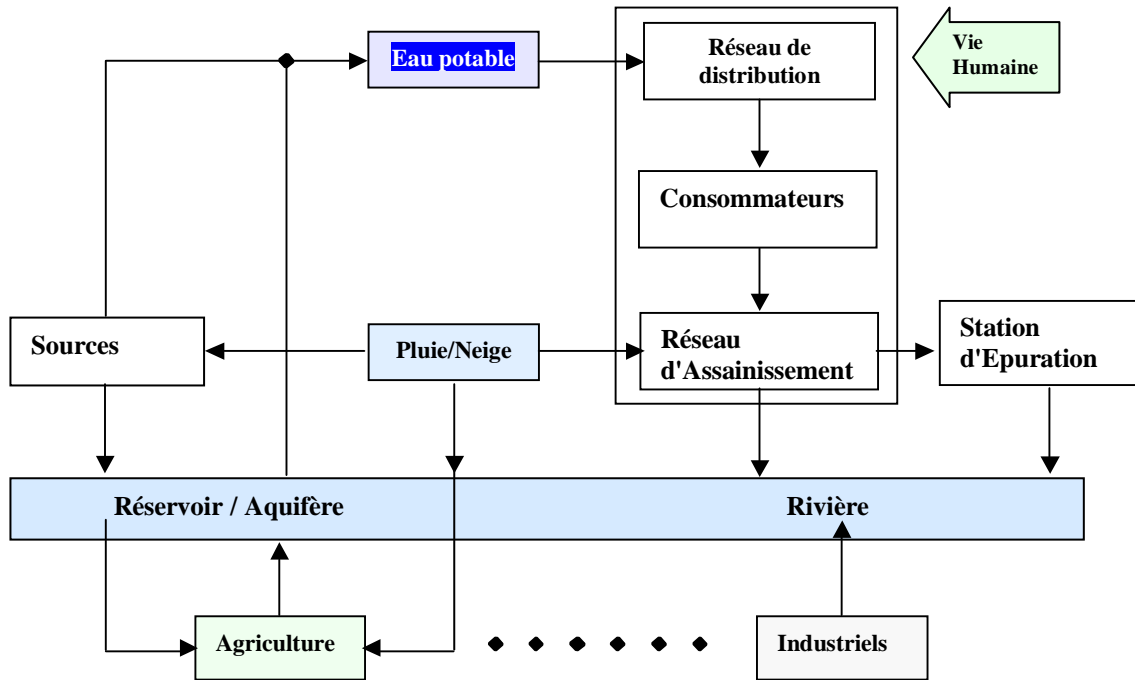 Eau potable
Réseau de
distribution
Vie
Humaine
Consommateurs
Sources
Pluie/Neige
Réseau
d'Assainissement
Station
d'Epuration
Réservoir / Aquifère
Rivière
Agriculture
Industriels